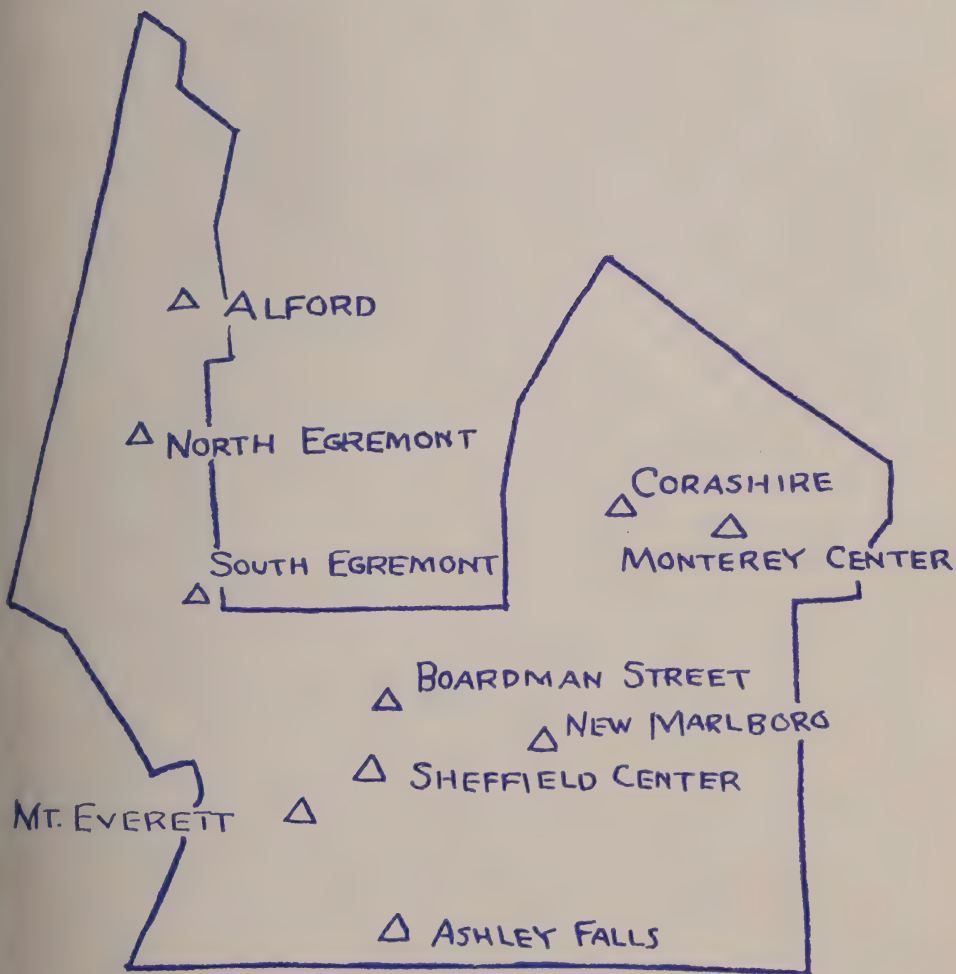 ALFORD
NORTH EGREMONT
CORASHIRE
SOUTH EGREMONT
MONTEREY CENTER
BOARDMAN STREET
NEW MARLBORO
SHEFFIELD CENTER
MT. EVERETT
ASHLEY FALLS